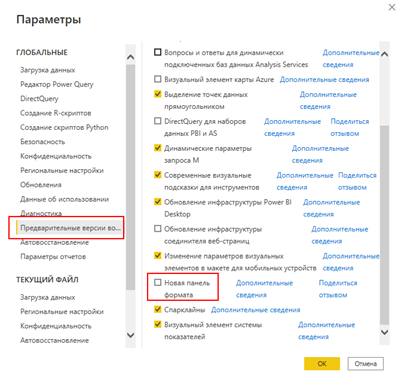 Параметры
ГЛОБАЛЬНЫЕ
Загрузка данных
Редактор Power Query
DirectQuery
Создание R-скриптов
Создание скриптов Python
Безопасность
Конфиденциальность
Региональные настройки
Обновления
Данные об использовании
Диагностика
Предварительные версии во...
Автовосстановление
Параметры отчетов
ТЕКУЩИЙ ФАЙЛ
Загрузка данных
Региональные настройки
Конфиденциальность
Автовосстановление
Вопросы и ответы для динамически Дополнительные
подключенных баз данных Analysis Services сведения
Визуальный элемент карты Azure Дополнительные сведения
Выделение точек данных Дополнительные
прямоугольником сведения
DirectQuery для наборов Дополнительные Поделиться
данных PBI и AS сведения отзывом
Динамические параметры Дополнительные
запроса M сведения
Современные визуальные Дополнительные Поделиться
подсказки для инструментов сведения отзывом
Обновление инфраструктуры Power BI Дополнительные
Desktop сведения
Обновление инфраструктуры Дополнительные
соединителя веб-страниц сведения
Изменение параметров визуальных Дополнительные
элементов в макете для мобильных устройств сведения
Новая панель Дополнительные Поделиться
формата сведения отзывом
Спарклайны Дополнительные сведения
Визуальный элемент системы Дополнительные
показателей сведения
ОК Отмена